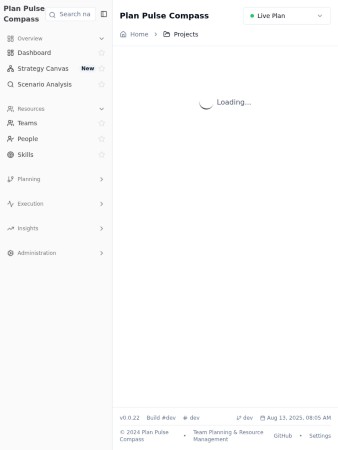 Plan Pulse
Compass
Search na
Overview
Dashboard
Strategy Canvas New
Scenario Analysis
Resources
Teams
People
Skills
Planning
Execution
Insights
Administration
Plan Pulse Compass
Live Plan
Home > Projects
Loading...
v0.0.22 Build #dev dev
dev Aug 13, 2025, 08:05 AM
© 2024 Plan Pulse
Compass
•
Team Planning & Resource
Management
GitHub • Settings